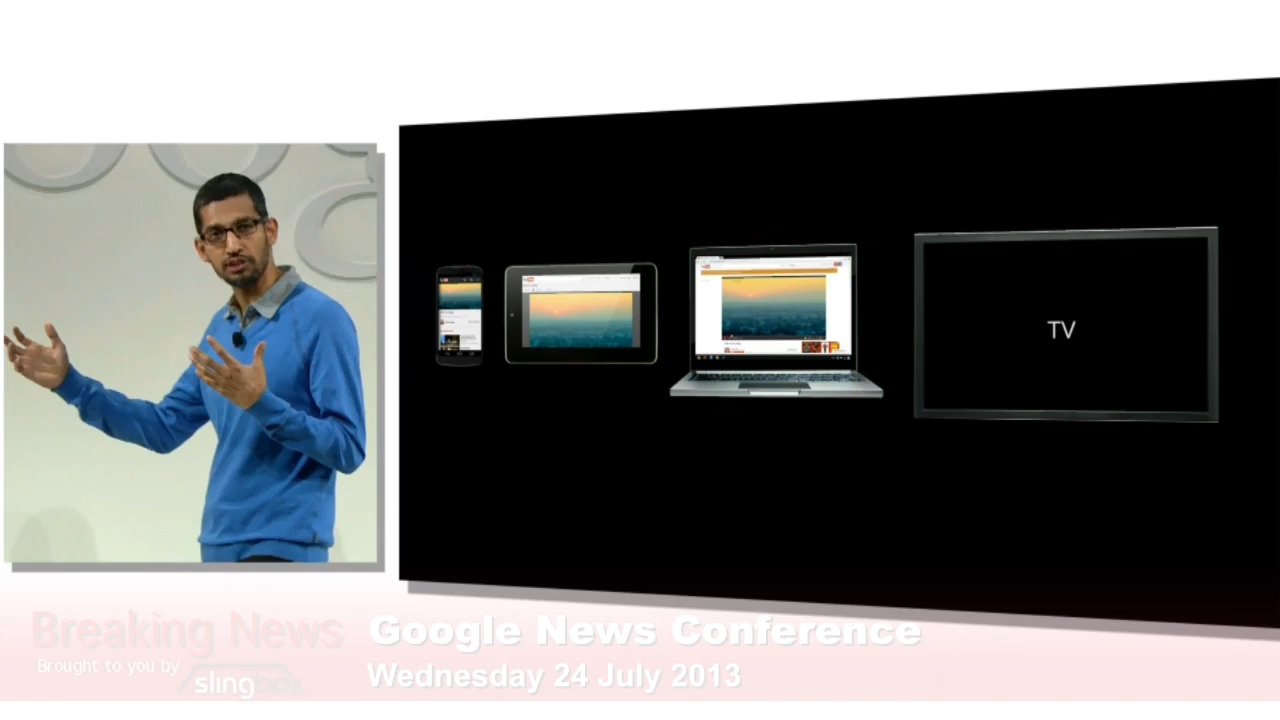 TV
Breaking News
Google News Conference
Brought to you by
slingbox
Wednesday 24 July 2013